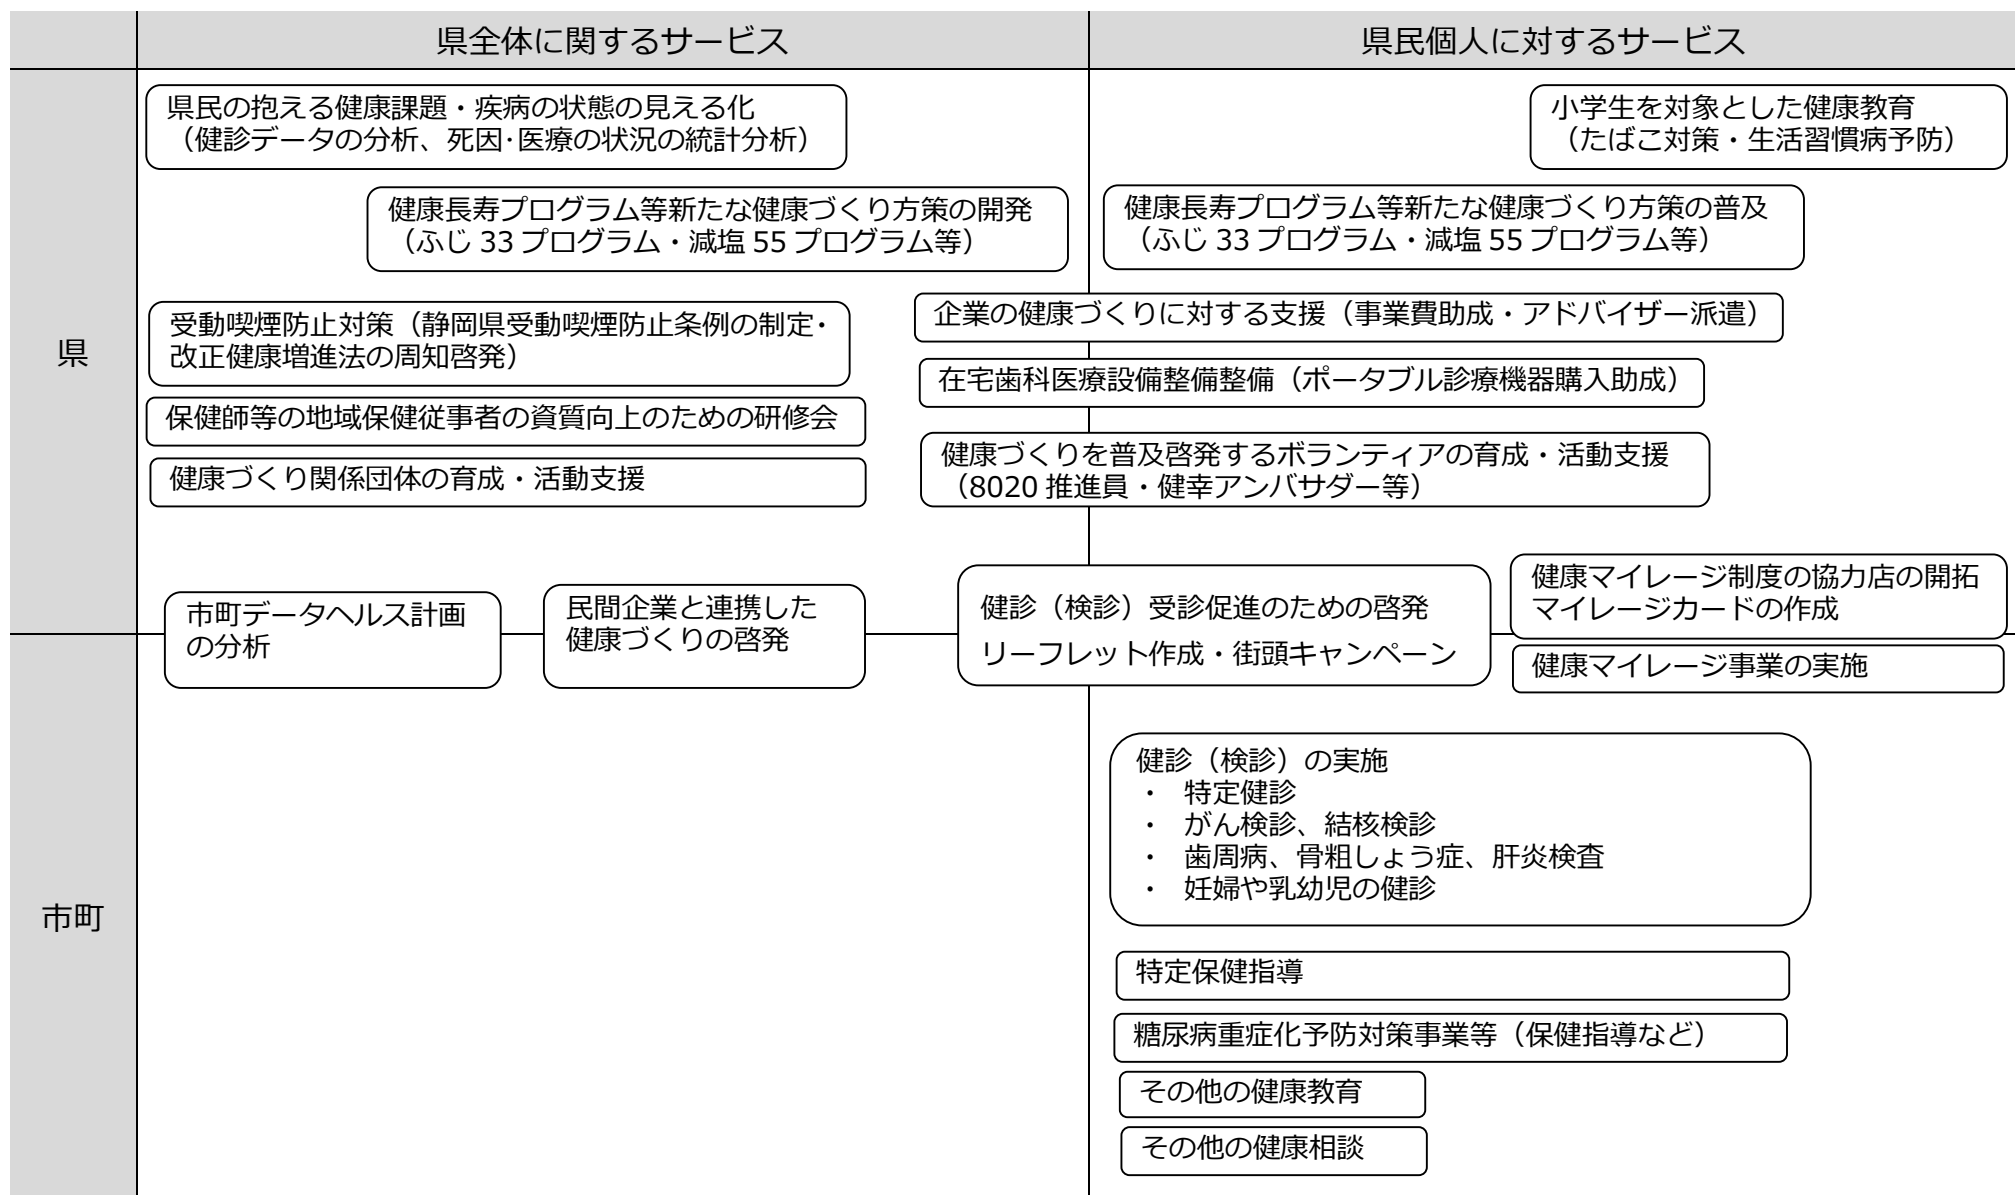 県全体に関するサービス
県民個人に対するサービス
県
県民の抱える健康課題・疾病の状態の見える化
（健診データの分析、死因･医療の状況の統計分析）
小学生を対象とした健康教育
（たばこ対策・生活習慣病予防）
健康長寿プログラム等新たな健康づくり方策の開発
（ふじ 33 プログラム・減塩 55 プログラム等）
健康長寿プログラム等新たな健康づくり方策の普及
（ふじ 33 プログラム・減塩 55 プログラム等）
受動喫煙防止対策（静岡県受動喫煙防止条例の制定･
改正健康増進法の周知啓発）
企業の健康づくりに対する支援（事業費助成・アドバイザー派遣）
在宅歯科医療設備整備整備（ポータブル診療機器購入助成）
保健師等の地域保健従事者の資質向上のための研修会
健康づくり関係団体の育成・活動支援
健康づくりを普及啓発するボランティアの育成・活動支援
（8020 推進員・健幸アンバサダー等）
市町データヘルス計画
の分析
民間企業と連携した
健康づくりの啓発
健診（検診）受診促進のための啓発
リーフレット作成・街頭キャンペーン
健康マイレージ制度の協力店の開拓
マイレージカードの作成
健康マイレージ事業の実施
市町
健診（検診）の実施
・ 特定健診
・ がん検診、結核検診
・ 歯周病、骨粗しょう症、肝炎検査
・ 妊婦や乳幼児の健診
特定保健指導
糖尿病重症化予防対策事業等（保健指導など）
その他の健康教育
その他の健康相談